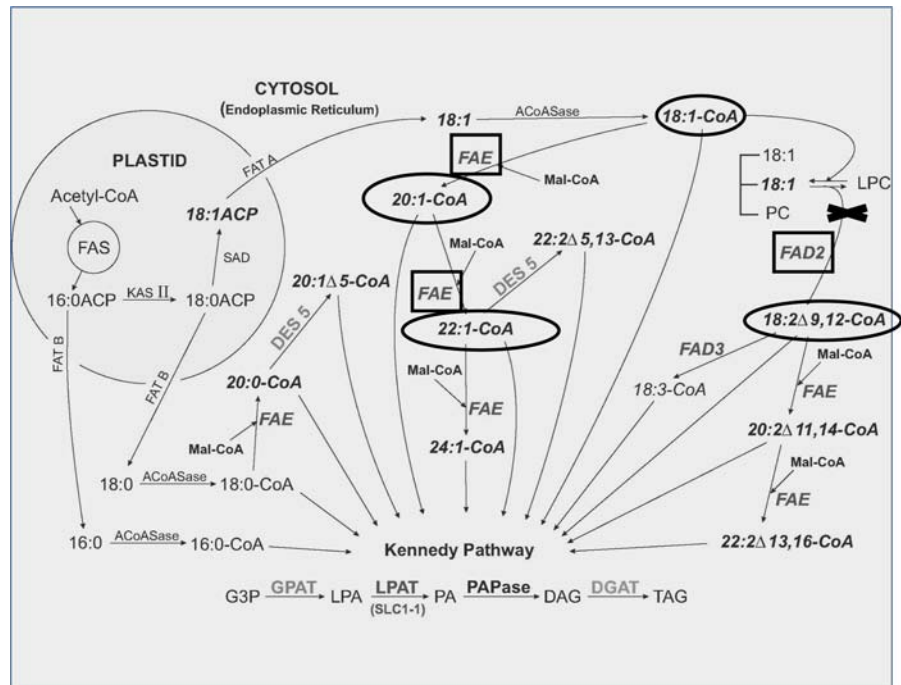 CYTOSOL
(Endoplasmic Reticulum)
18:1
ACoASase
18:1-CoA
PLASTID
FAT A
FAE
Mal-CoA
18:1
18:1
LPC
PC
Acetyl-CoA
18:1ACP
20:1-CoA
FAS
SAD
Mal-CoA
22:2Δ5,13-CoA
FAD2
16:0ACP
KAS II
18:0ACP
20:1Δ5-CoA
FAE
DES 5
DES 5
22:1-CoA
18:2Δ9,12-CoA
FAT B
FAT B
20:0-CoA
Mal-CoA
FAD3
Mal-CoA
18:3-CoA
FAE
FAE
FAE
Mal-CoA
24:1-CoA
20:2Δ11,14-CoA
Mal-CoA
18:0
ACoASase
18:0-CoA
FAE
16:0
ACoASase
16:0-CoA
Kennedy Pathway
22:2Δ13,16-CoA
G3P GPAT LPA LPAT PA PAPase DAG DGAT TAG
(SLC1-1)